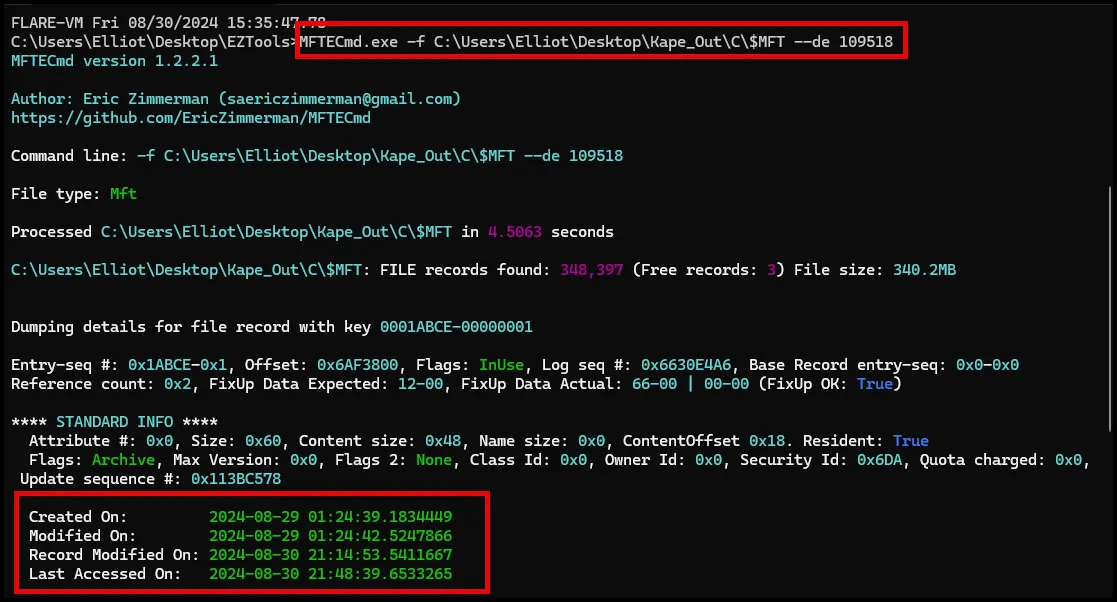 FLARE-VM Fri 08/30/2024 15:35:47.78
C:\Users\Elliot\Desktop\EZTools>MFTECmd.exe -f C:\Users\Elliot\Desktop\Kape_Out\C\$MFT --de 109518
MFTECmd version 1.2.2.1
Author: Eric Zimmerman (saericzimmerman@gmail.com)
https://github.com/EricZimmerman/MFTECmd
Command line: -f C:\Users\Elliot\Desktop\Kape_Out\C\$MFT --de 109518
File type: Mft
Processed C:\Users\Elliot\Desktop\Kape_Out\C\$MFT in 4.5063 seconds
C:\Users\Elliot\Desktop\Kape_Out\C\$MFT: FILE records found: 348,397 (Free records: 3) File size: 340.2MB
Dumping details for file record with key 0001ABCE-00000001
Entry-seq #: 0x1ABCE-0x1, Offset: 0x6AF3800, Flags: InUse, Log seq #: 0x6630E4A6, Base Record entry-seq: 0x0-0x0
Reference count: 0x2, FixUp Data Expected: 12-00, FixUp Data Actual: 66-00 | 00-00 (FixUp OK: True)
**** STANDARD INFO ****
Attribute #: 0x0, Size: 0x60, Content size: 0x48, Name size: 0x0, ContentOffset 0x18. Resident: True
Flags: Archive, Max Version: 0x0, Flags 2: None, Class Id: 0x0, Owner Id: 0x0, Security Id: 0x6DA, Quota charged: 0x0,
Update sequence #: 0x113BC578
Created On: 2024-08-29 01:24:39.1834449
Modified On: 2024-08-29 01:24:42.5247866
Record Modified On: 2024-08-30 21:14:53.5411667
Last Accessed On: 2024-08-30 21:48:39.6533265